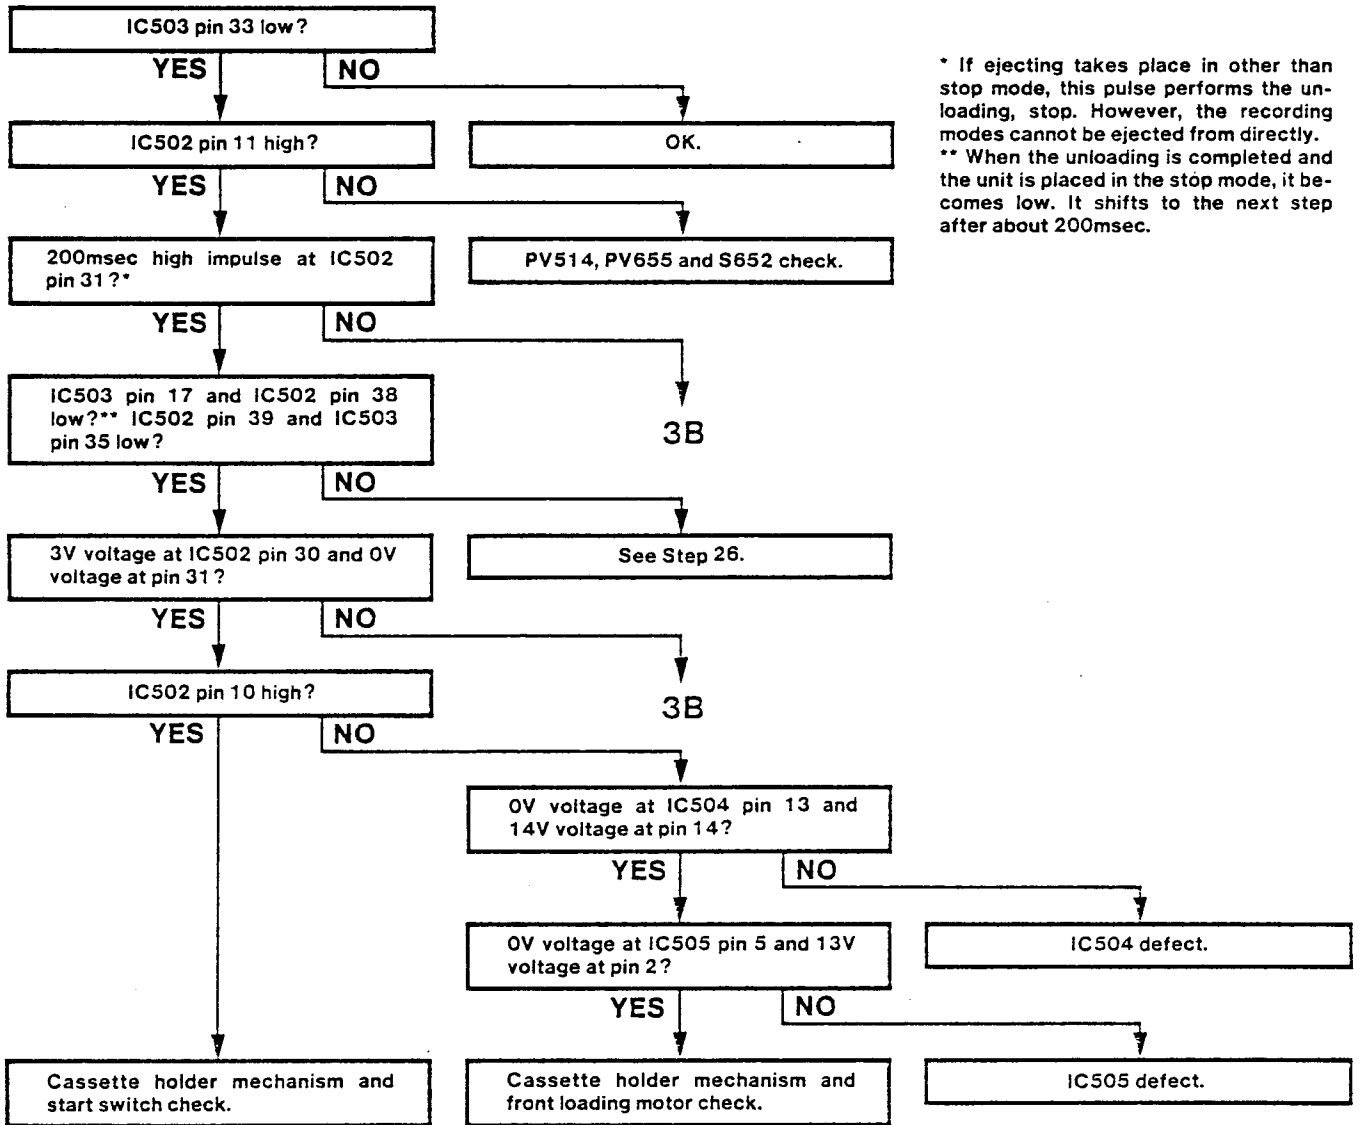 IC503 pin 33 low?
YES
NO
* If ejecting takes place in other than
stop mode, this pulse performs the un-
loading, stop. However, the recording
modes cannot be ejected from directly.
** When the unloading is completed and
the unit is placed in the stop mode, it be-
comes low. It shifts to the next step
after about 200msec.
IC502 pin 11 high?
OK.
YES
NO
200msec high impulse at IC502
pin 31?*
PV514, PV655 and S652 check.
YES
NO
IC503 pin 17 and IC502 pin 38
low?** IC502 pin 39 and IC503
pin 35 low?
3B
YES
NO
3V voltage at IC502 pin 30 and 0V
voltage at pin 31?
See Step 26.
YES
NO
IC502 pin 10 high?
3B
YES
NO
0V voltage at IC504 pin 13 and
14V voltage at pin 14?
YES
NO
0V voltage at IC505 pin 5 and 13V
voltage at pin 2?
IC504 defect.
YES
NO
Cassette holder mechanism and
start switch check.
Cassette holder mechanism and
front loading motor check.
IC505 defect.